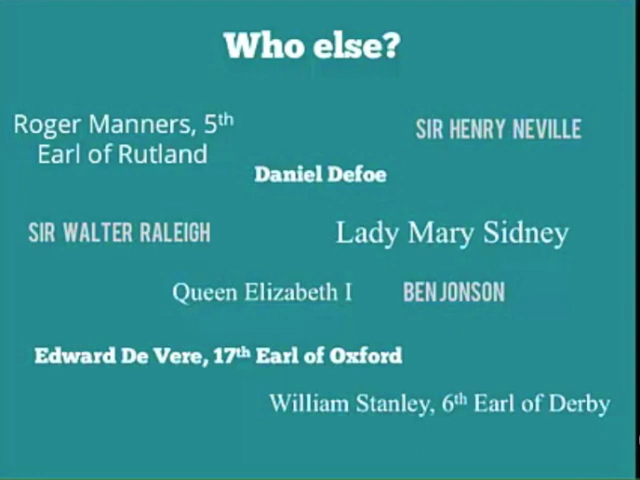 Who else?
Roger Manners, 5th
Earl of Rutland
SIR HENRY NEVILLE
Daniel Defoe
SIR WALTER RALEIGH
Lady Mary Sidney
Queen Elizabeth I
BEN JONSON
Edward De Vere, 17th Earl of Oxford
William Stanley, 6th Earl of Derby